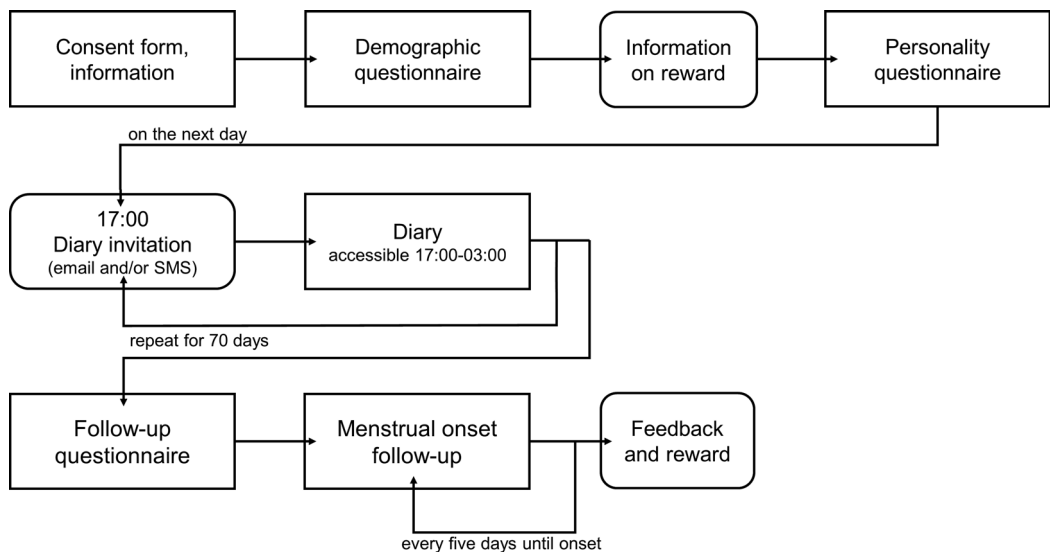 Consent form,
information
Demographic
questionnaire
Information
on reward
Personality
questionnaire
on the next day
17:00
Diary invitation
(email and/or SMS)
Diary
accessible 17:00-03:00
repeat for 70 days
Follow-up
questionnaire
Menstrual onset
follow-up
Feedback
and reward
every five days until onset